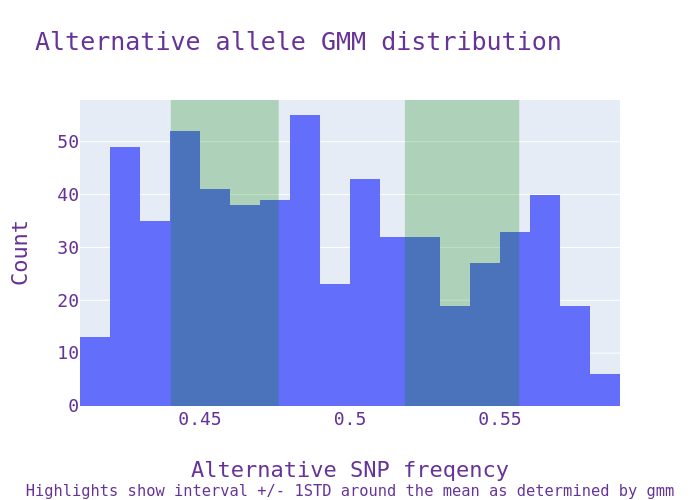 Alternative allele GMM distribution
50
40
30
20
10
0
Count
0.45
0.5
0.55
Alternative SNP freqency
Highlights show interval +/- 1STD around the mean as determined by gmm